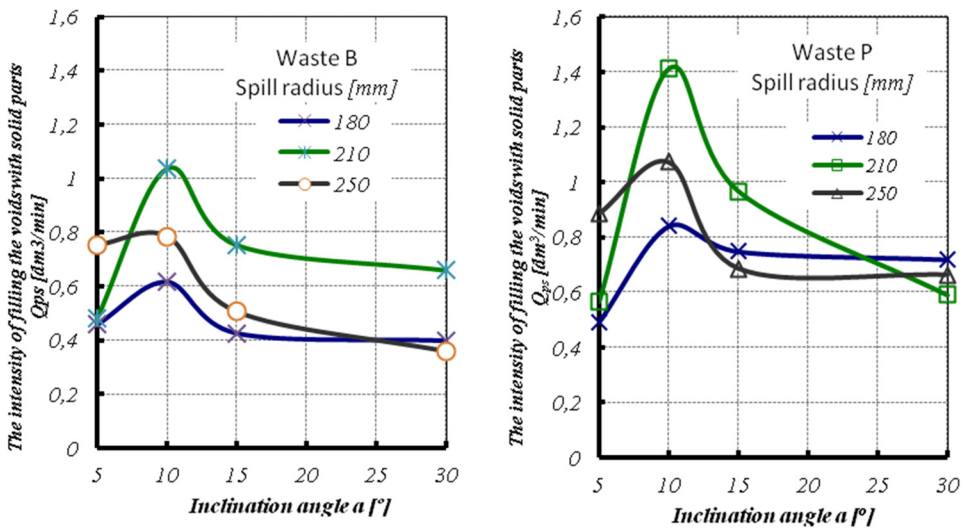 The intensity of filling the voids with solid parts
Qps [dm3/min]
1,6
1,4
1,2
1
0,8
0,6
0,4
0,2
0
Waste B
Spill radius [mm]
180
210
250
5 10 15 20 25 30
Inclination angle a [°]
The intensity of filling the voids with solid parts
Qps [dm³/min]
1,6
1,4
1,2
1
0,8
0,6
0,4
0,2
0
Waste P
Spill radius [mm]
180
210
250
5 10 15 20 25 30
Inclination angle a [º]